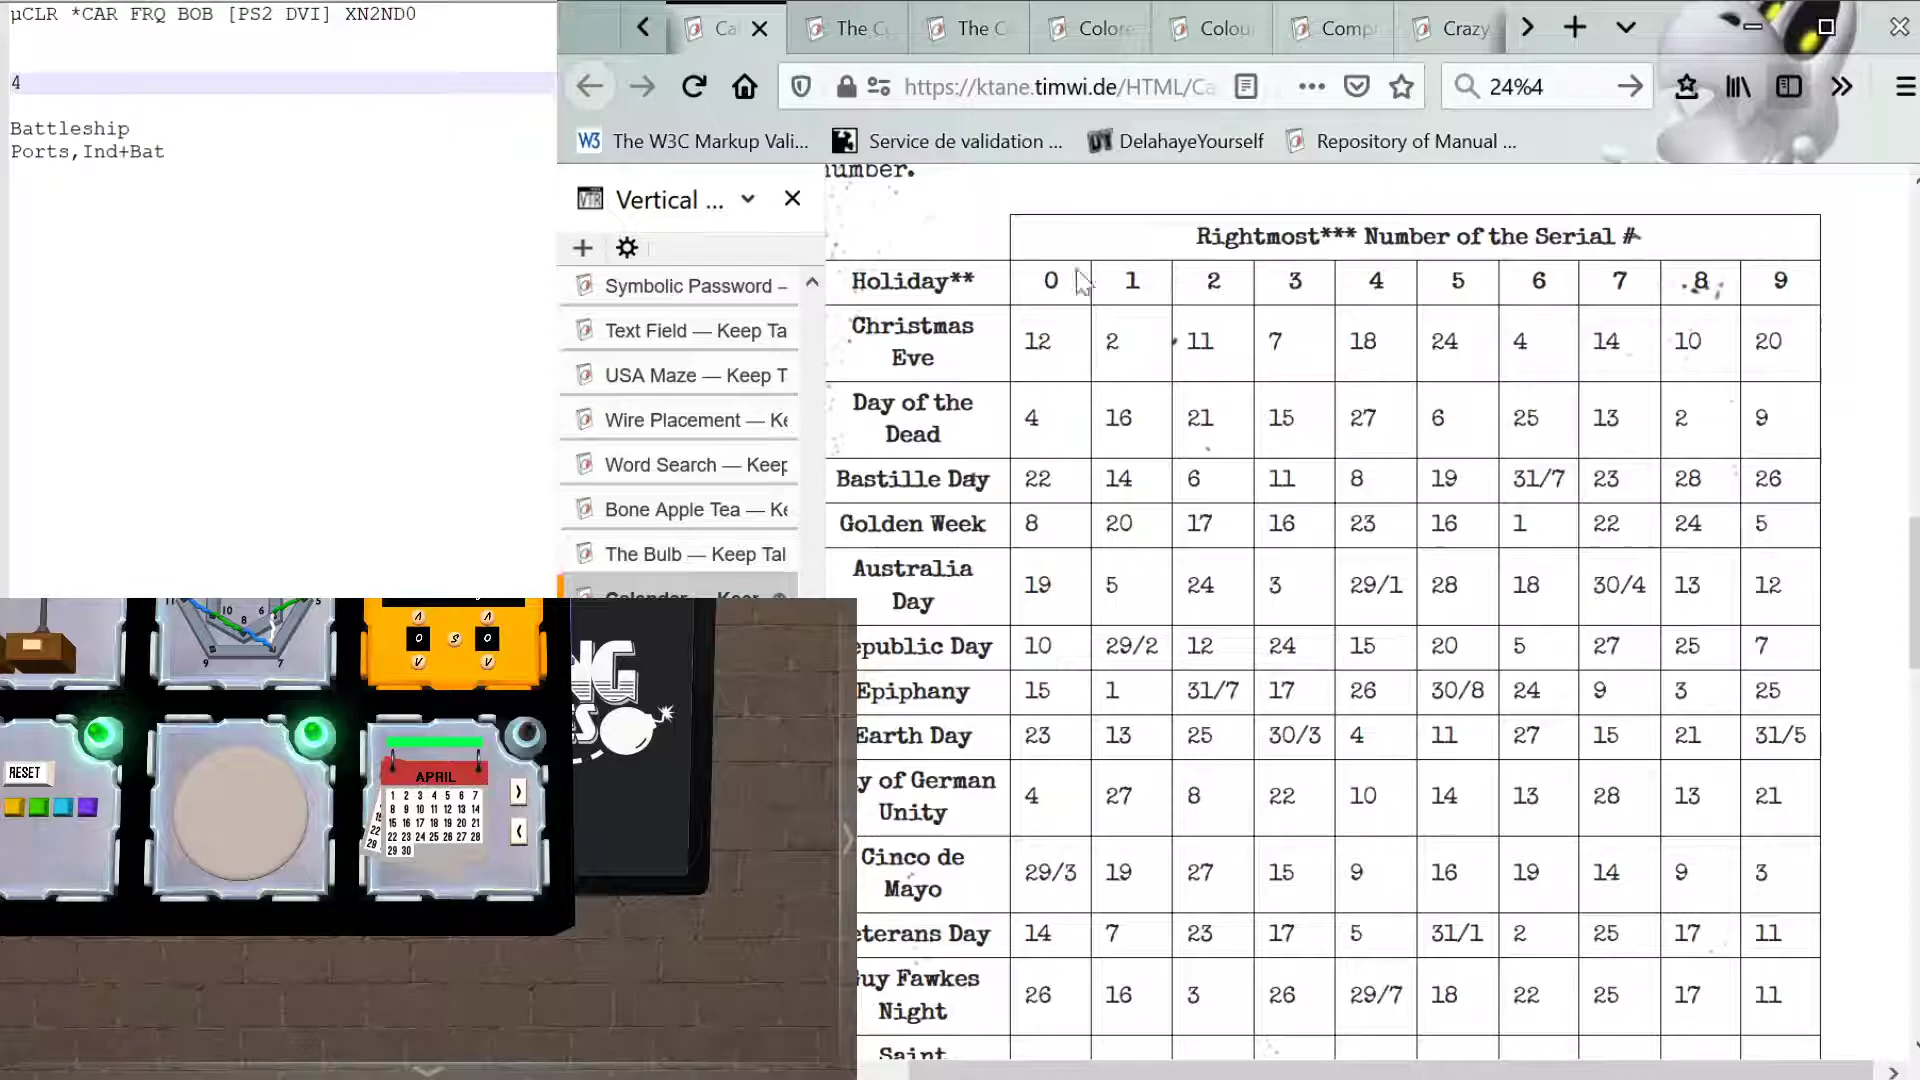 µCLR *CAR FRQ BOB [PS2 DVI] XN2ND0
4
Battleship
Ports,Ind+Bat
Ca
The C
The C
Colore
Colou
Comp
Crazy
https://ktane.timwi.de/HTML/Ca
24%4
The W3C Markup Vali...
Service de validation ...
DelahayeYourself
Repository of Manual ...
Vertical ...
Symbolic Password –
Text Field — Keep Ta
USA Maze — Keep T
Wire Placement — Ke
Word Search — Keep
Bone Apple Tea — Ke
The Bulb — Keep Tal
number.
Rightmost*** Number of the Serial #
Holiday** 0 1 2 3 4 5 6 7 8 9
Christmas Eve 12 2 11 7 18 24 4 14 10 20
Day of the Dead 4 16 21 15 27 6 25 13 2 9
Bastille Day 22 14 6 11 8 19 31/7 23 28 26
Golden Week 8 20 17 16 23 16 1 22 24 5
Australia Day 19 5 24 3 29/1 28 18 30/4 13 12
epublic Day 10 29/2 12 24 15 20 5 27 25 7
Epiphany 15 1 31/7 17 26 30/8 24 9 3 25
Earth Day 23 13 25 30/3 4 11 27 15 21 31/5
y of German Unity 4 27 8 22 10 14 13 28 13 21
Cinco de Mayo 29/3 19 27 15 9 16 19 14 9 3
eterans Day 14 7 23 17 5 31/1 2 25 17 11
uy Fawkes Night 26 16 3 26 29/7 18 22 25 17 11
Saint
11 10 6 5
8
9 7
0 S 0
RESET
APRIL
1 2 3 4 5 6 7
8 9 10 11 12 13 14
15 16 17 18 19 20 21
22 23 24 25 26 27 28
29 30
22
29